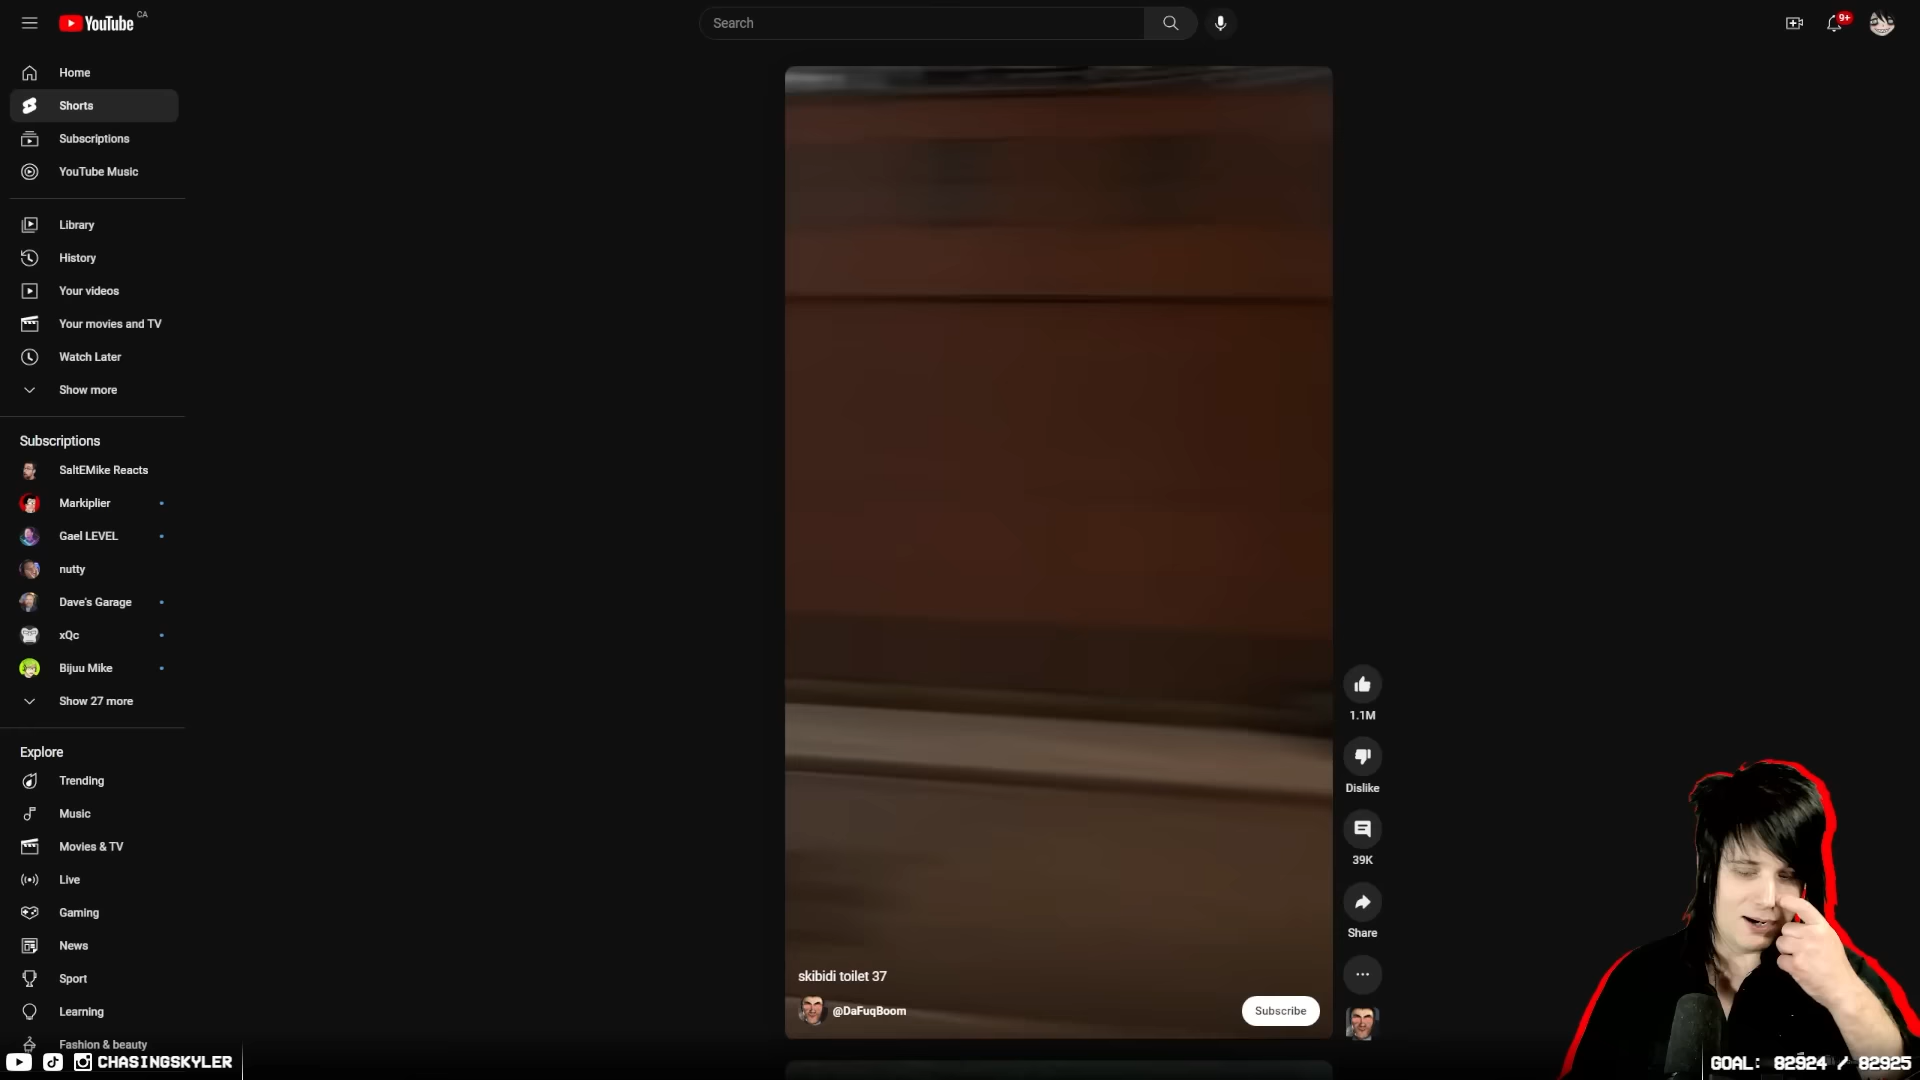 YouTube CA
Search
9+
Home
Shorts
Subscriptions
YouTube Music
Library
History
Your videos
Your movies and TV
Watch Later
Show more
Subscriptions
SaltEMike Reacts
Markiplier
Gael LEVEL
nutty
Dave's Garage
xQc
Bijuu Mike
Show 27 more
Explore
Trending
Music
Movies & TV
Live
Gaming
News
Sport
Learning
Fashion & beauty
1.1M
Dislike
39K
Share
skibidi toilet 37
@DaFuqBoom
Subscribe
CHASINGSKYLER
GOAL: 82924 / 82925